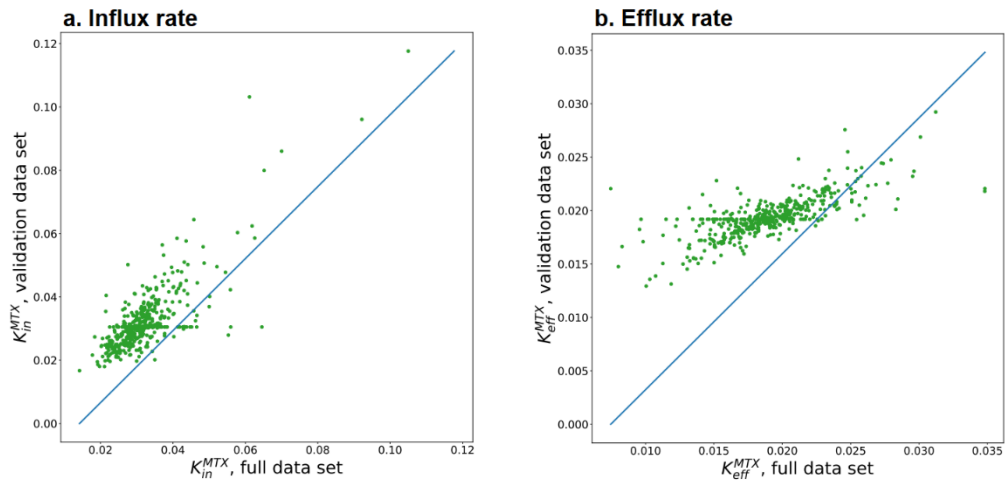 a. Influx rate
0.12
0.10
0.08
0.06
0.04
0.02
0.00
K_in^MTX, validation data set
0.02 0.04 0.06 0.08 0.10 0.12
K_in^MTX, full data set
b. Efflux rate
0.035
0.030
0.025
0.020
0.015
0.010
0.005
0.000
K_eff^MTX, validation data set
0.010 0.015 0.020 0.025 0.030 0.035
K_eff^MTX, full data set